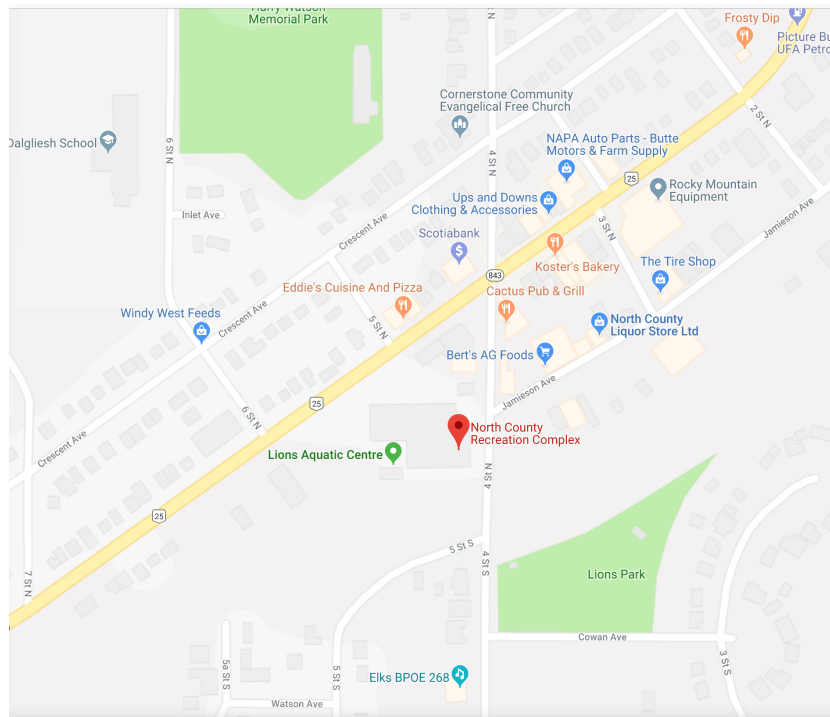 Harry Watson
Memorial Park
Frosty Dip
Picture Bu
UFA Petro
N
Cornerstone Community
Evangelical Free Church
2 St N
Dalgliesh School
6 St N
4 St N
NAPA Auto Parts - Butte
Motors & Farm Supply
25
Rocky Mountain
Equipment
Ups and Downs
Clothing & Accessories
Inlet Ave
Crescent Ave
3 St N
Jamieson Ave
Scotiabank
$
Koster's Bakery
The Tire Shop
843
Eddie's Cuisine And Pizza
Cactus Pub & Grill
Windy West Feeds
Crescent Ave
5 St N
North County
Liquor Store Ltd
Bert's AG Foods
Jamieson Ave
25
6 St N
North County
Recreation Complex
Crescent Ave
Lions Aquatic Centre
4 St N
25
5 St S
4 St S
7 St N
Lions Park
Cowan Ave
5a St S
5 St S
3 St S
Elks BPOE 268
Watson Ave